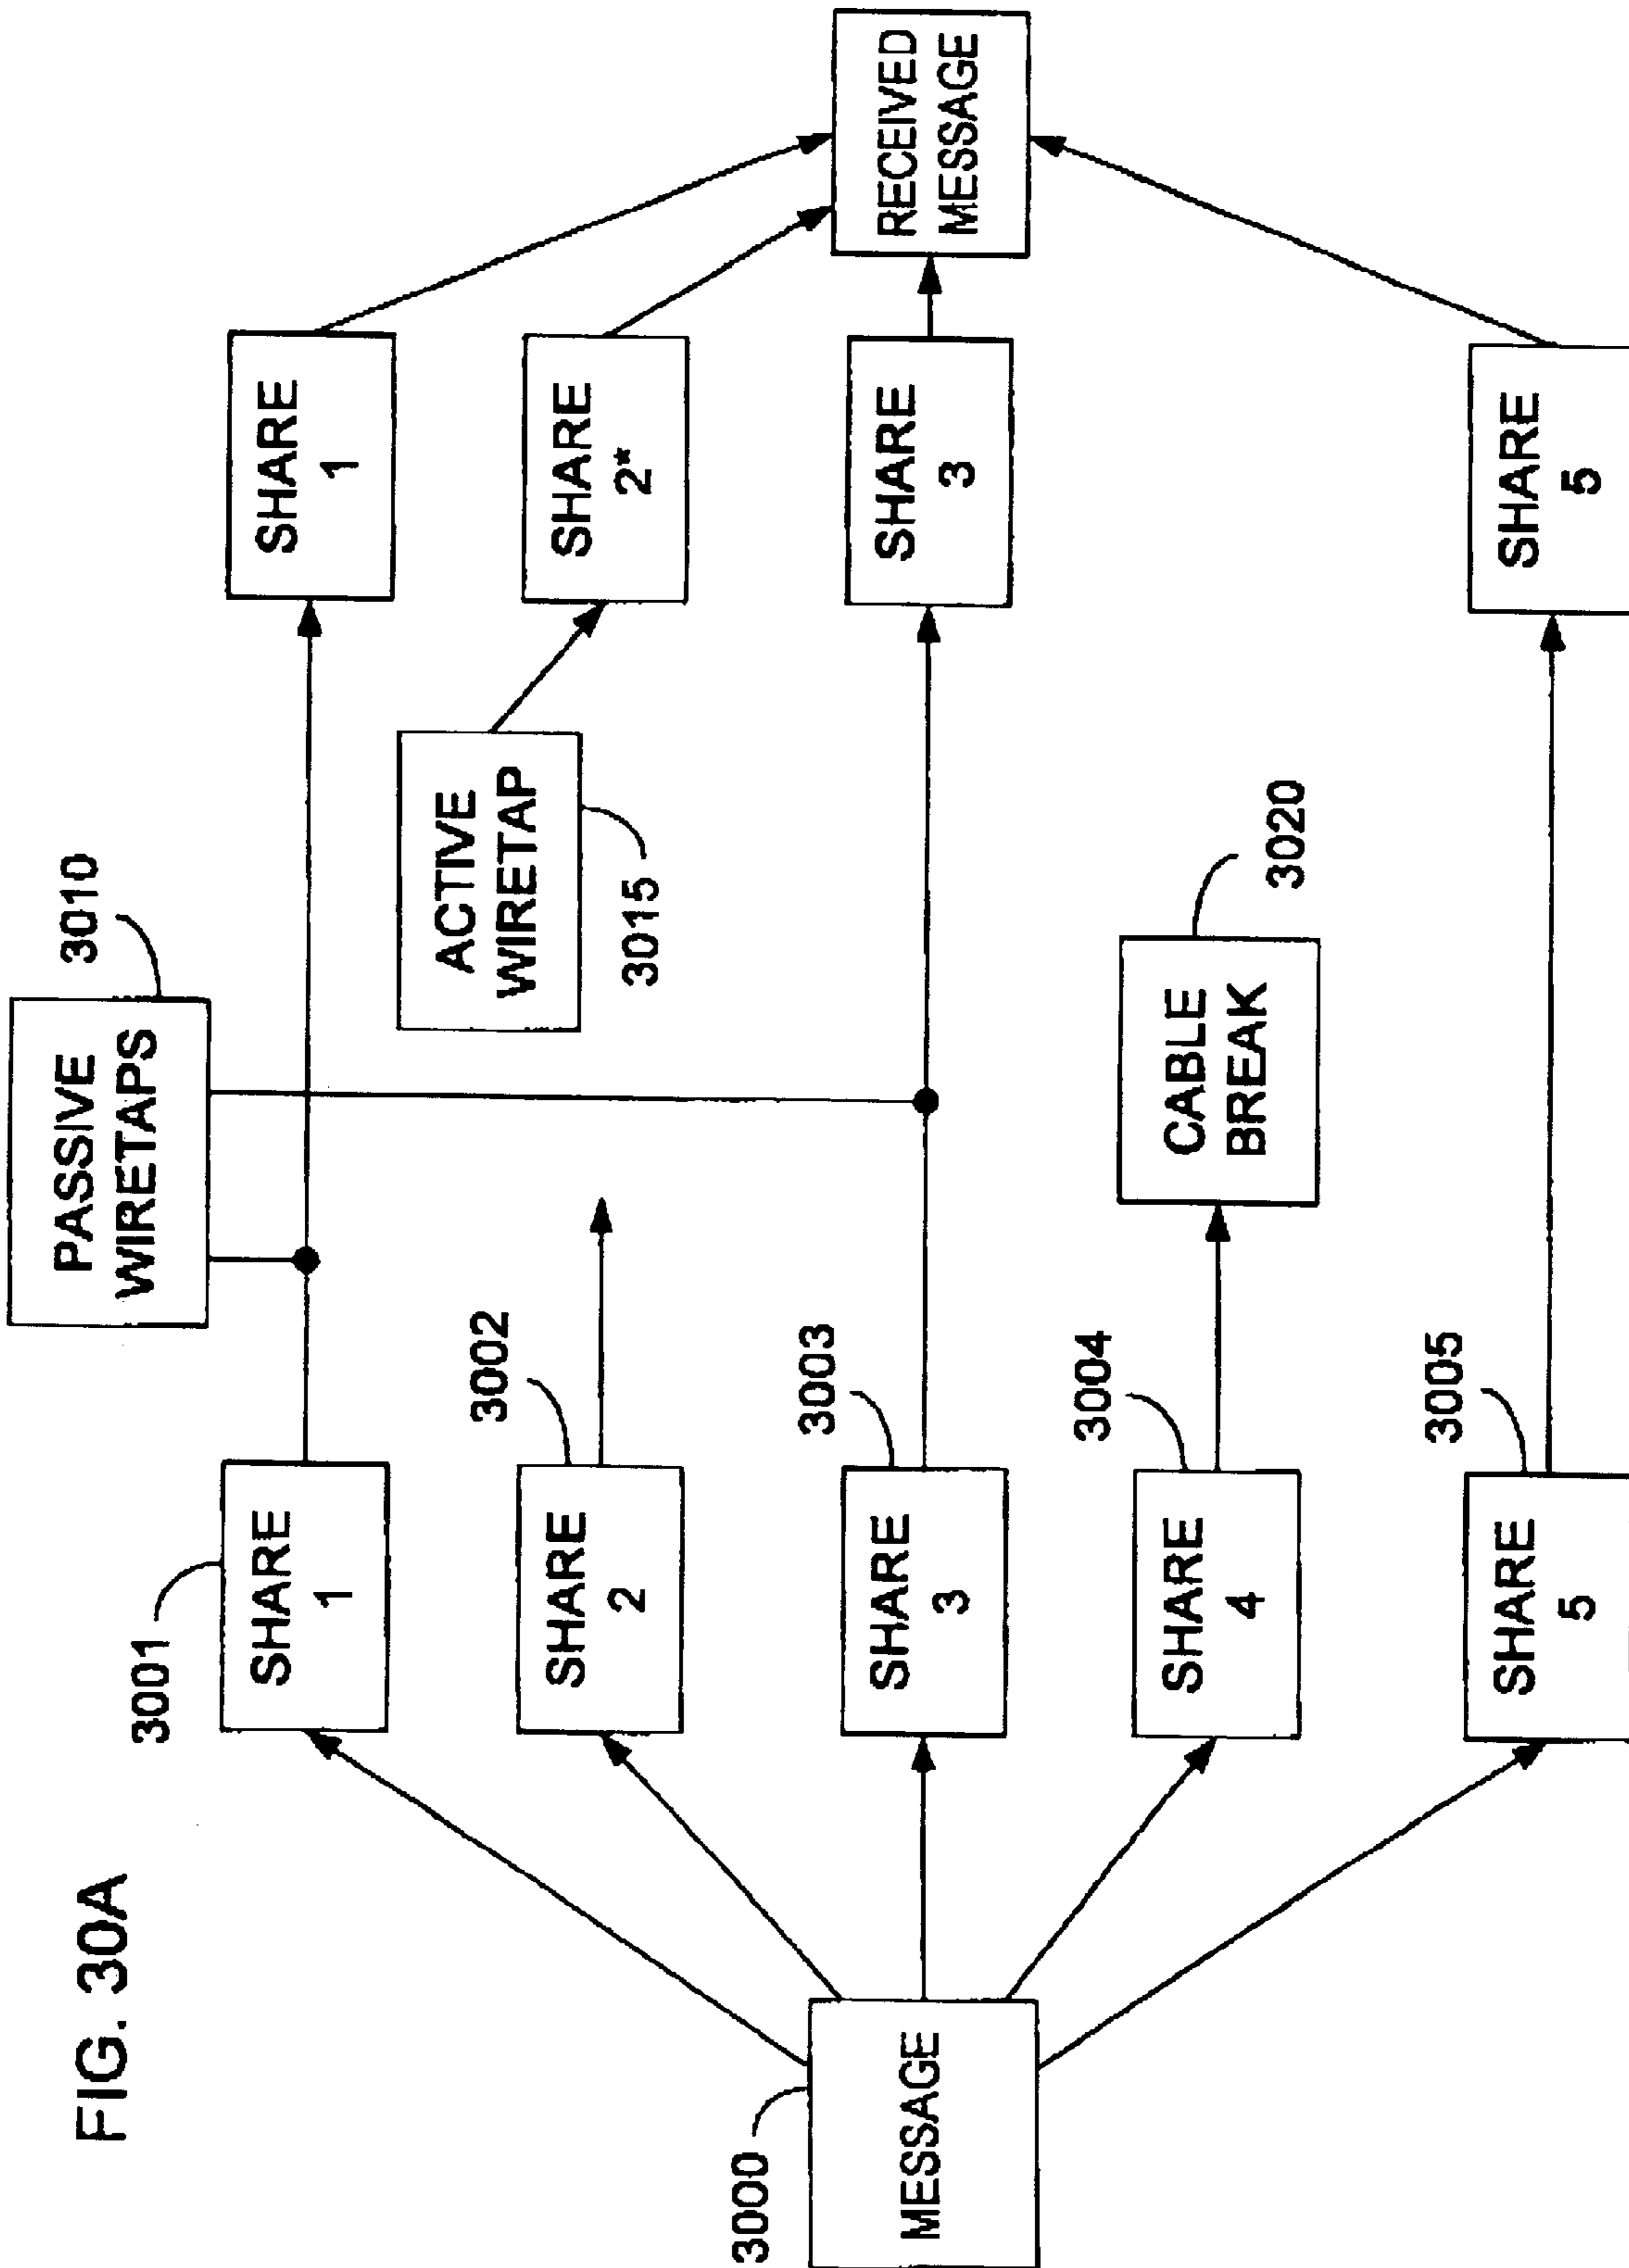 FIG. 30A
3000
MESSAGE
3001
SHARE
1
3002
SHARE
2
3003
SHARE
3
3004
SHARE
4
3005
SHARE
5
3010
PASSIVE
WIRETAPS
ACTIVE
WIRETAP
3015
CABLE
BREAK
3020
SHARE
1
SHARE
2*
SHARE
3
SHARE
5
RECEIVED
MESSAGE